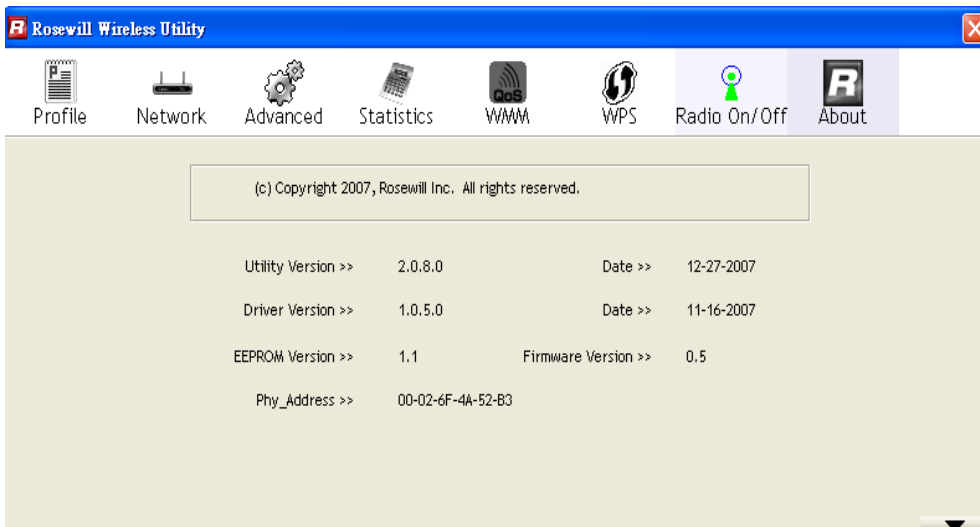 R Rosewill Wireless Utility
Profile Network Advanced Statistics WMM WPS Radio On/Off About
(c) Copyright 2007, Rosewill Inc. All rights reserved.
Utility Version >> 2.0.8.0 Date >> 12-27-2007
Driver Version >> 1.0.5.0 Date >> 11-16-2007
EEPROM Version >> 1.1 Firmware Version >> 0.5
Phy_Address >> 00-02-6F-4A-52-B3
P
QoS
R